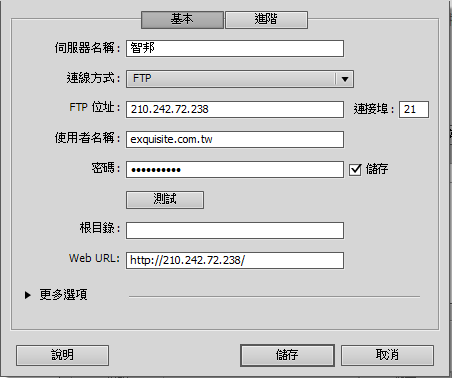 基本 進階
伺服器名稱: 智邦
連線方式: FTP
FTP 位址: 210.242.72.238 連接埠: 21
使用者名稱: exquisite.com.tw
密碼: •••••••••• 儲存
測試
根目錄:
Web URL: http://210.242.72.238/
更多選項
說明 儲存 取消